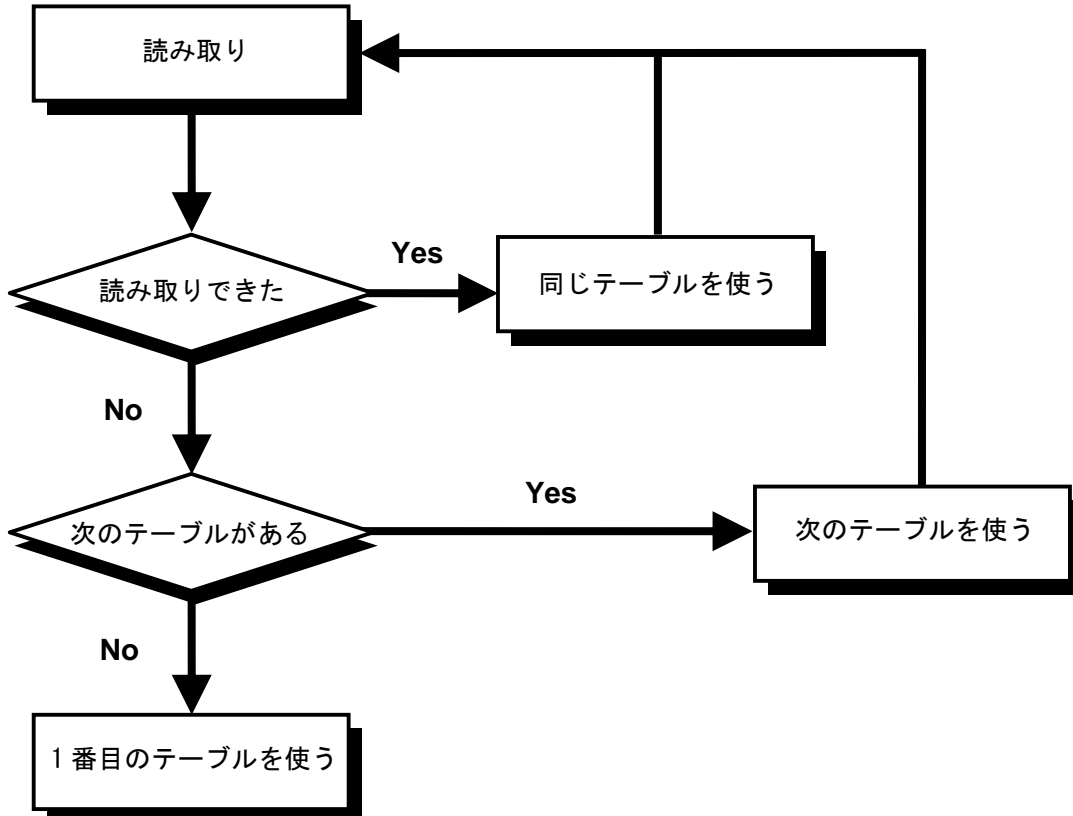 読み取り
読み取りできた
Yes
同じテーブルを使う
No
次のテーブルがある
Yes
次のテーブルを使う
No
1番目のテーブルを使う